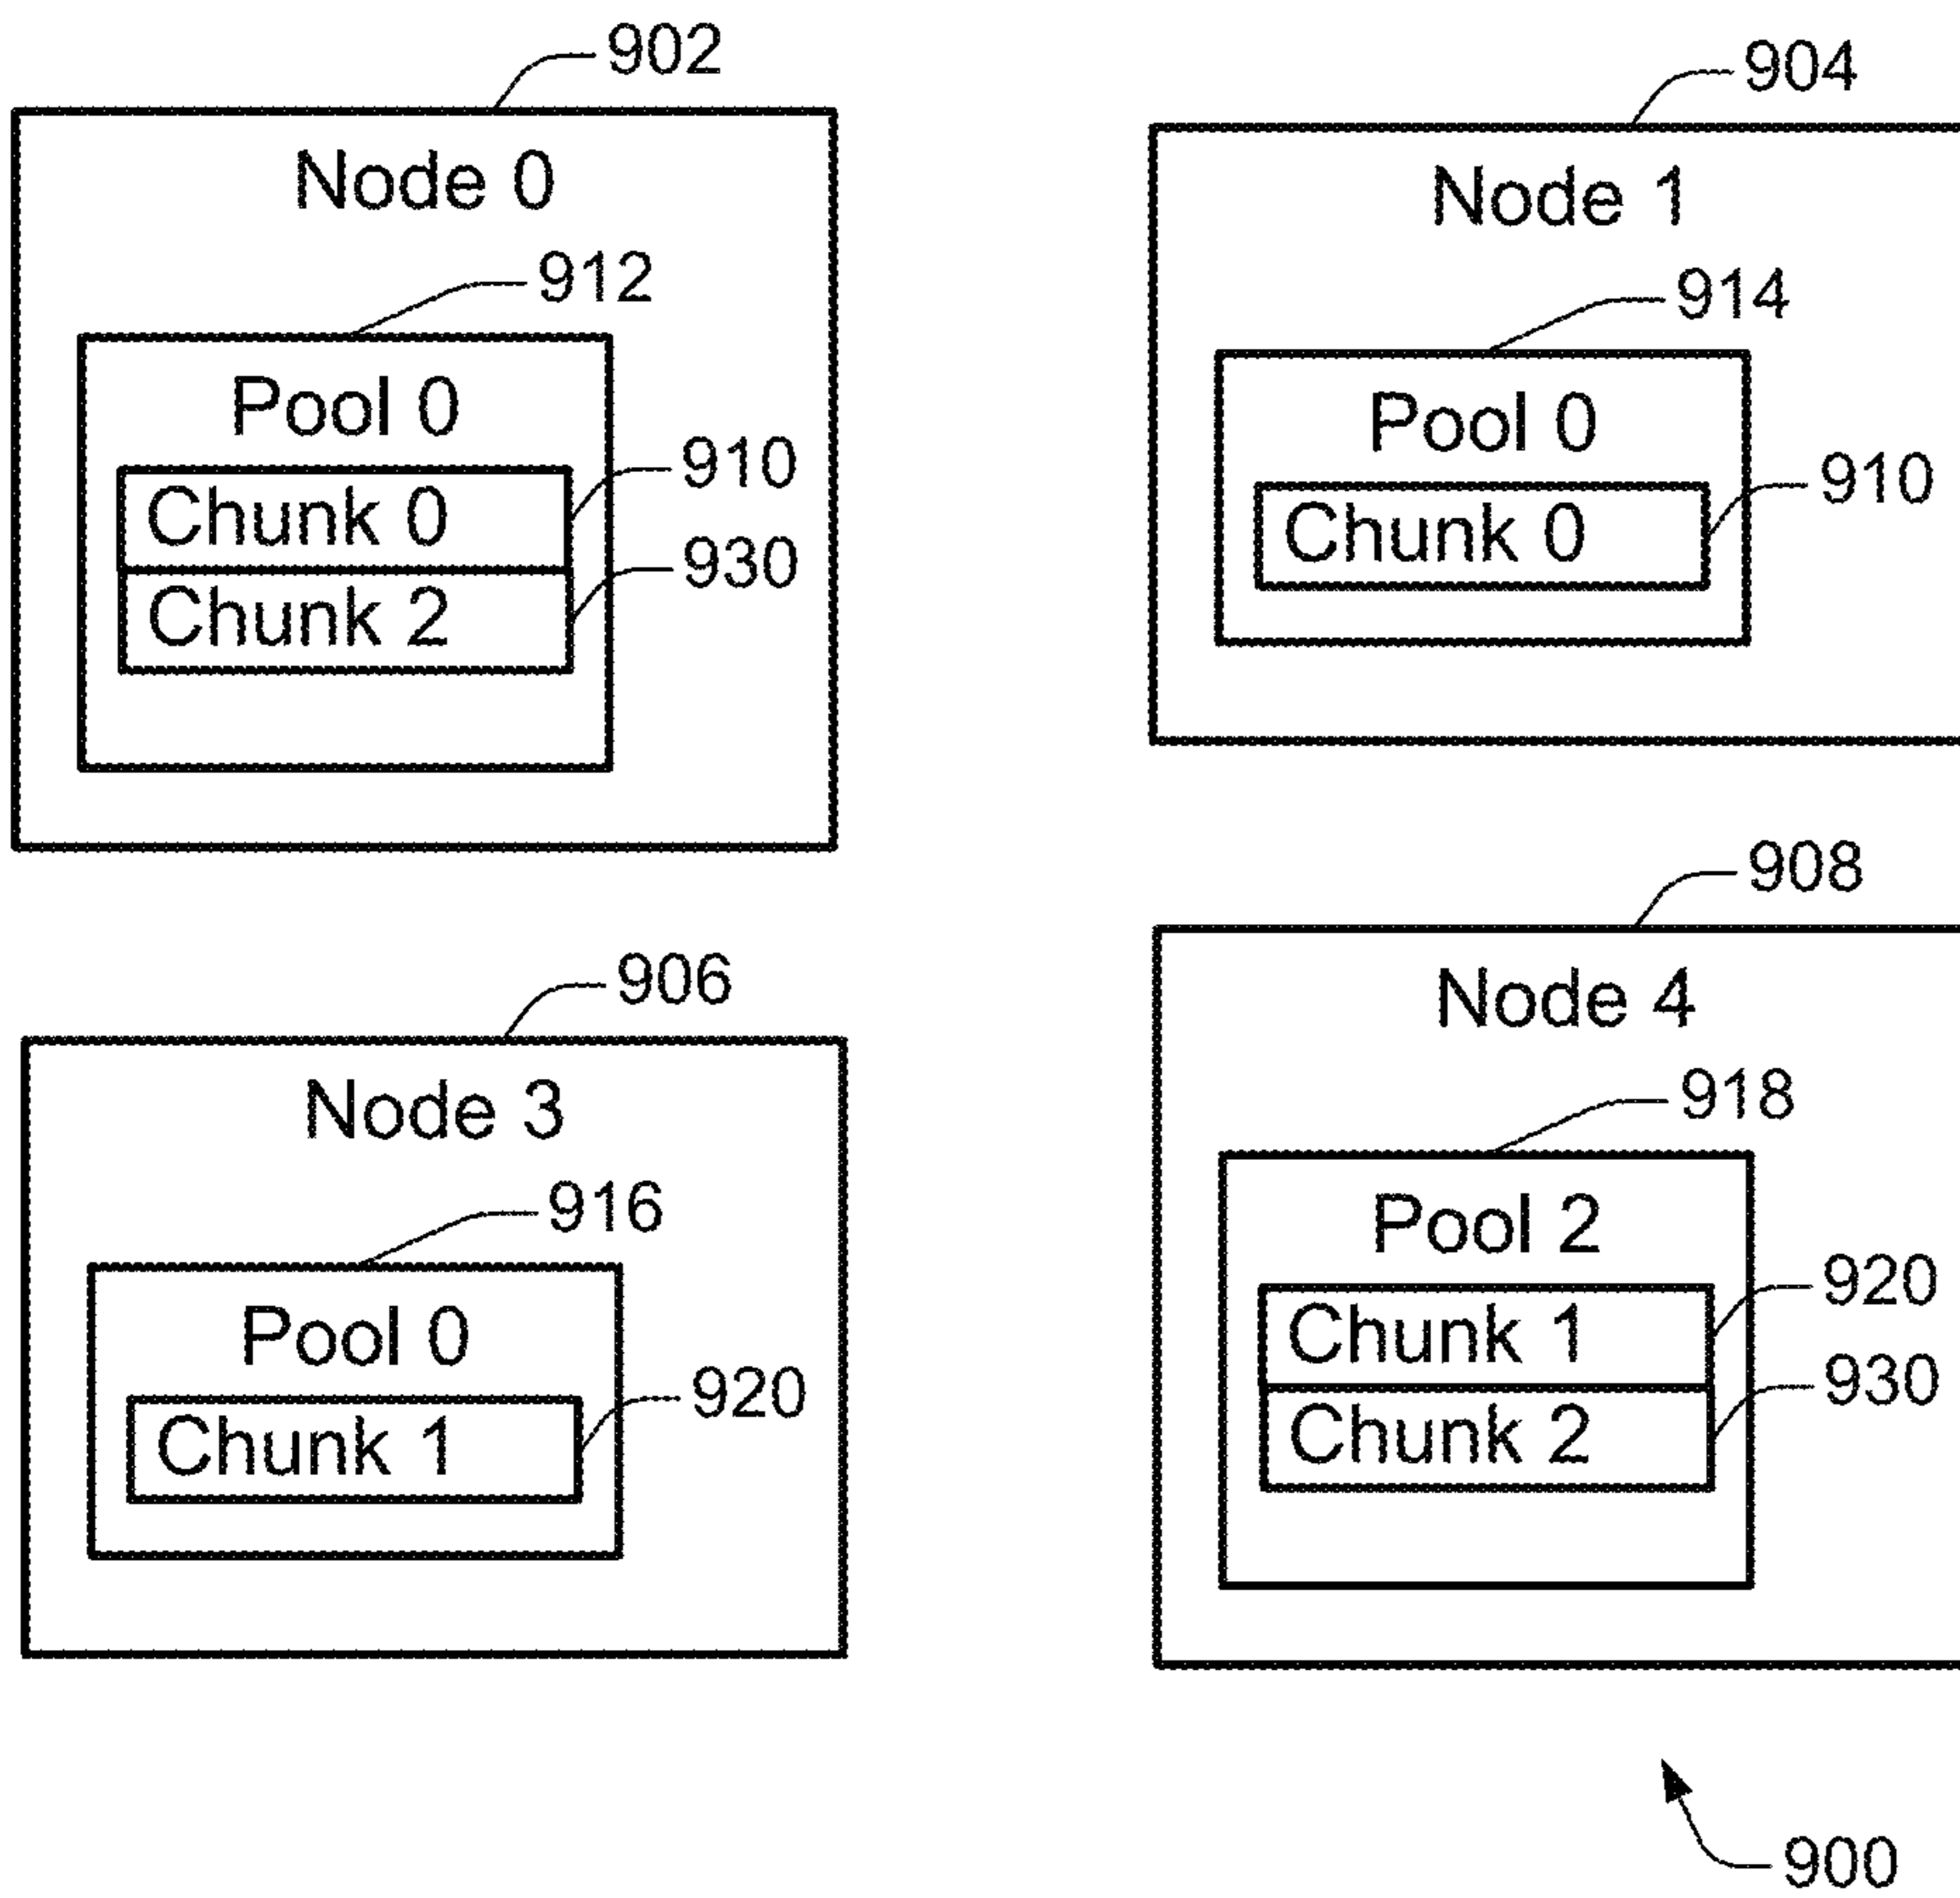 902
Node 0
912
Pool 0
910
Chunk 0
930
Chunk 2
904
Node 1
914
Pool 0
910
Chunk 0
906
Node 3
916
Pool 0
920
Chunk 1
908
Node 4
918
Pool 2
920
Chunk 1
930
Chunk 2
900